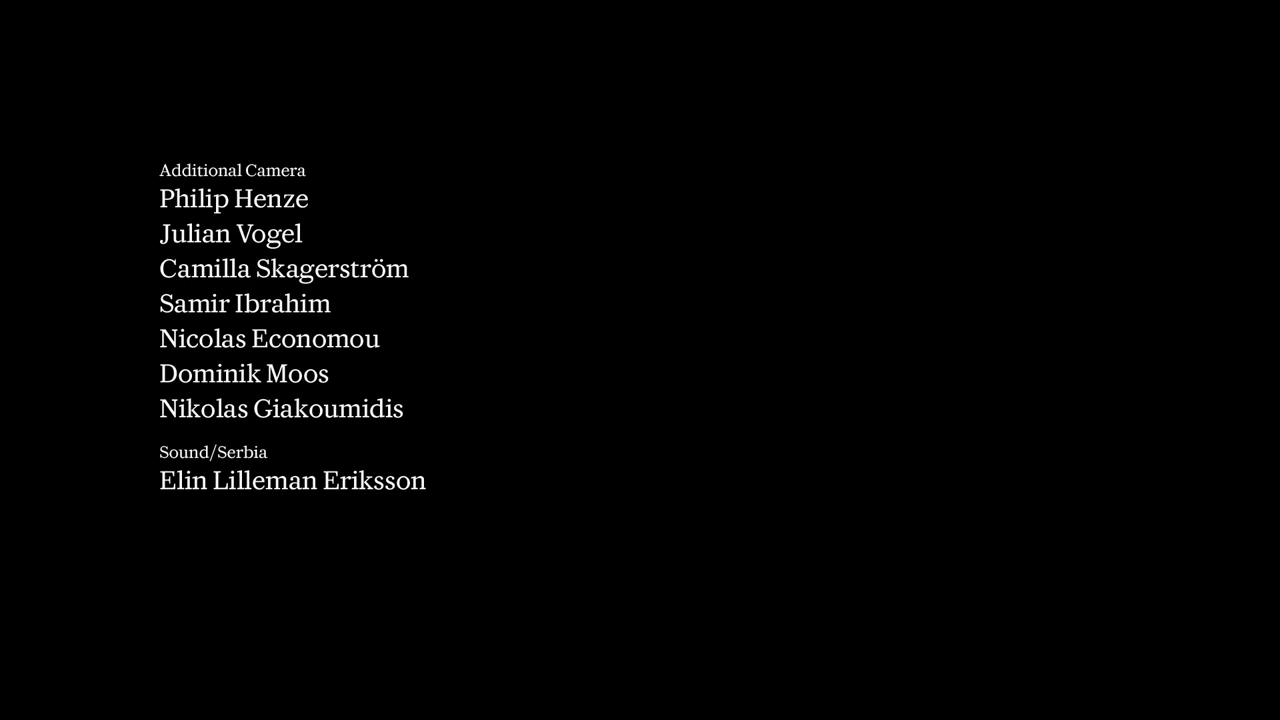 Additional Camera
Philip Henze
Julian Vogel
Camilla Skagerström
Samir Ibrahim
Nicolas Economou
Dominik Moos
Nikolas Giakoumidis
Sound/Serbia
Elin Lilleman Eriksson